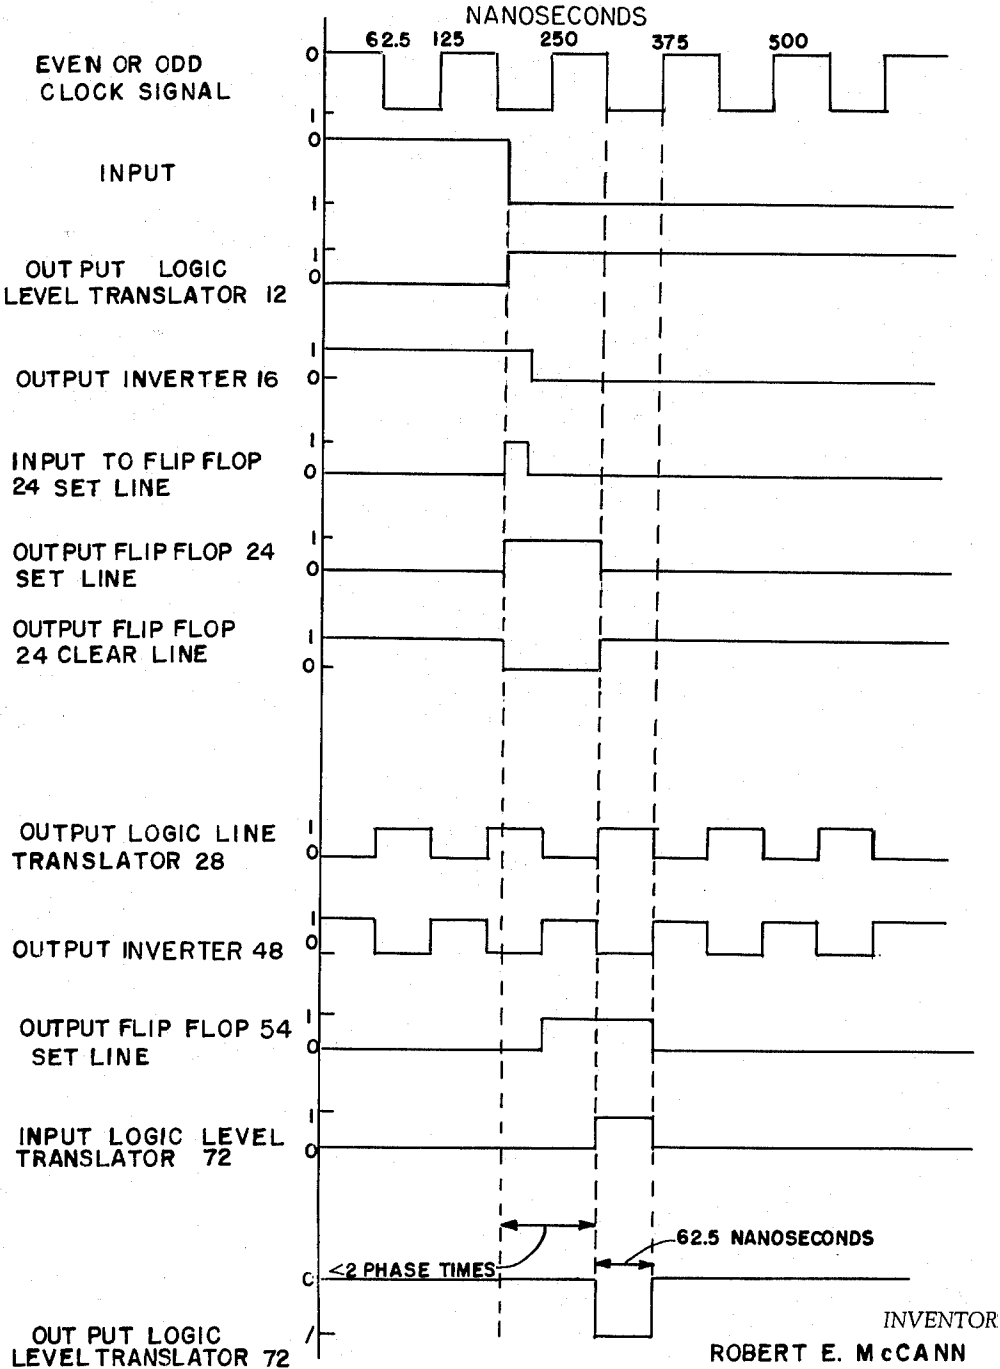 NANOSECONDS
62.5 125 250 375 500
EVEN OR ODD
CLOCK SIGNAL
0
1
INPUT
0
1
OUTPUT LOGIC
LEVEL TRANSLATOR 12
1
0
OUTPUT INVERTER 16
1
0
INPUT TO FLIP FLOP
24 SET LINE
1
0
OUTPUT FLIP FLOP 24
SET LINE
1
0
OUTPUT FLIP FLOP
24 CLEAR LINE
1
0
OUTPUT LOGIC LINE
TRANSLATOR 28
1
0
OUTPUT INVERTER 48
1
0
OUTPUT FLIP FLOP 54
SET LINE
1
0
INPUT LOGIC LEVEL
TRANSLATOR 72
1
0
62.5 NANOSECONDS
<2 PHASE TIMES
0
1
OUTPUT LOGIC
LEVEL TRANSLATOR 72
INVENTOR
ROBERT E. McCANN